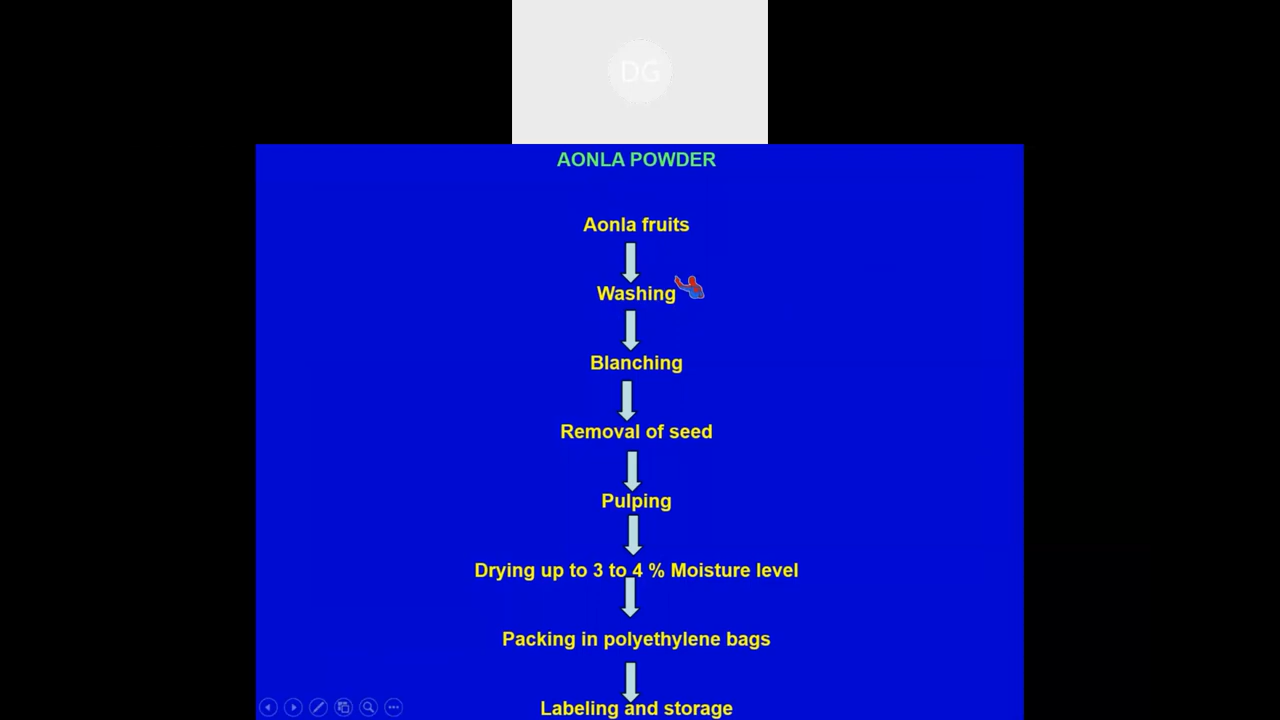 DG
AONLA POWDER
Aonla fruits
Washing
Blanching
Removal of seed
Pulping
Drying up to 3 to 4 % Moisture level
Packing in polyethylene bags
Labeling and storage